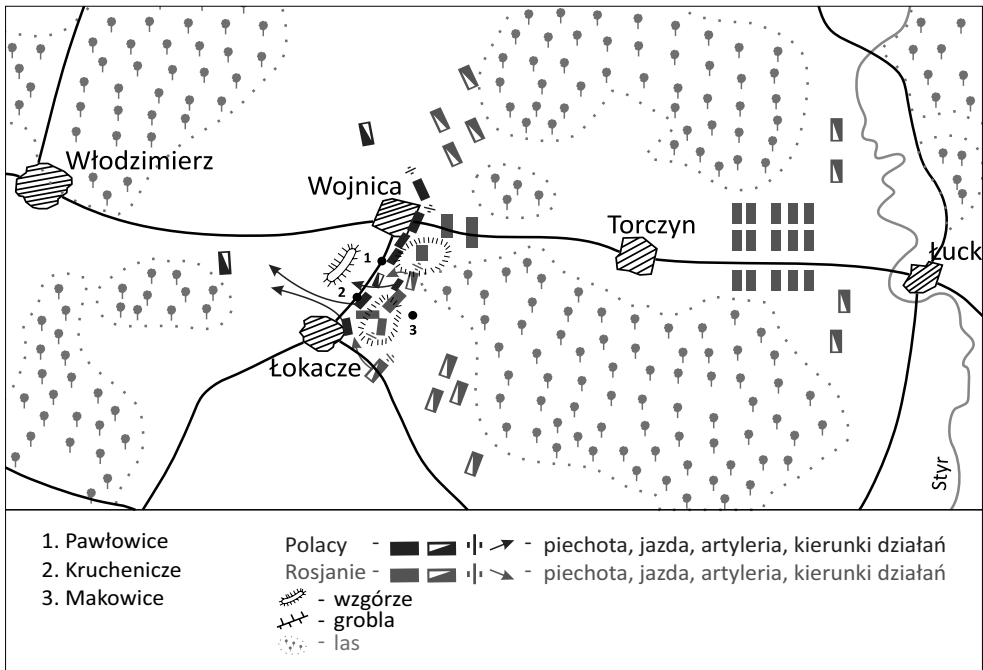 Włodzimierz
Wojnica
Torczyn
Łuck
1
2
3
Łokacze
Styr
1. Pawłowice
2. Kruchenicze
3. Makowice
Polacy - - piechota, jazda, artyleria, kierunki działań
Rosjanie - - piechota, jazda, artyleria, kierunki działań
- wzgórze
- grobla
- las